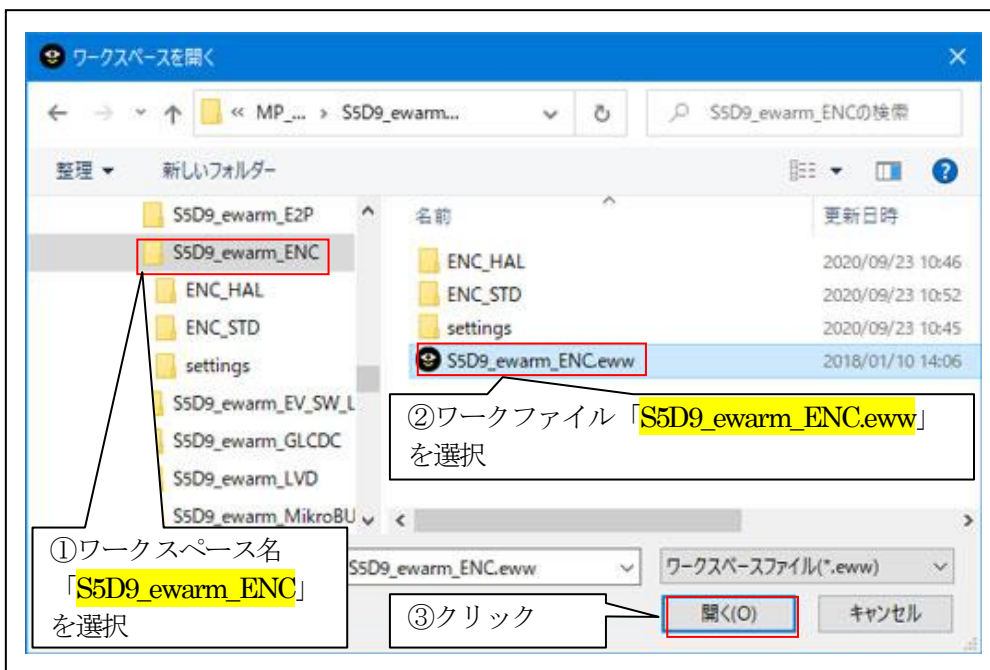 ワークスペースを開く
« MP_... › S5D9_ewarm...
S5D9_ewarm_ENCの検索
整理 新しいフォルダー
S5D9_ewarm_E2P
S5D9_ewarm_ENC
ENC_HAL
ENC_STD
settings
S5D9_ewarm_EV_SW_L
S5D9_ewarm_GLCDC
S5D9_ewarm_LVD
S5D9_ewarm_MikroBU
名前 更新日時
ENC_HAL 2020/09/23 10:46
ENC_STD 2020/09/23 10:52
settings 2020/09/23 10:45
S5D9_ewarm_ENC.eww 2018/01/10 14:06
②ワークファイル「S5D9_ewarm_ENC.eww」
を選択
①ワークスペース名
「S5D9_ewarm_ENC」
を選択
S5D9_ewarm_ENC.eww
ワークスペースファイル(*.eww)
③クリック
開く(O) キャンセル